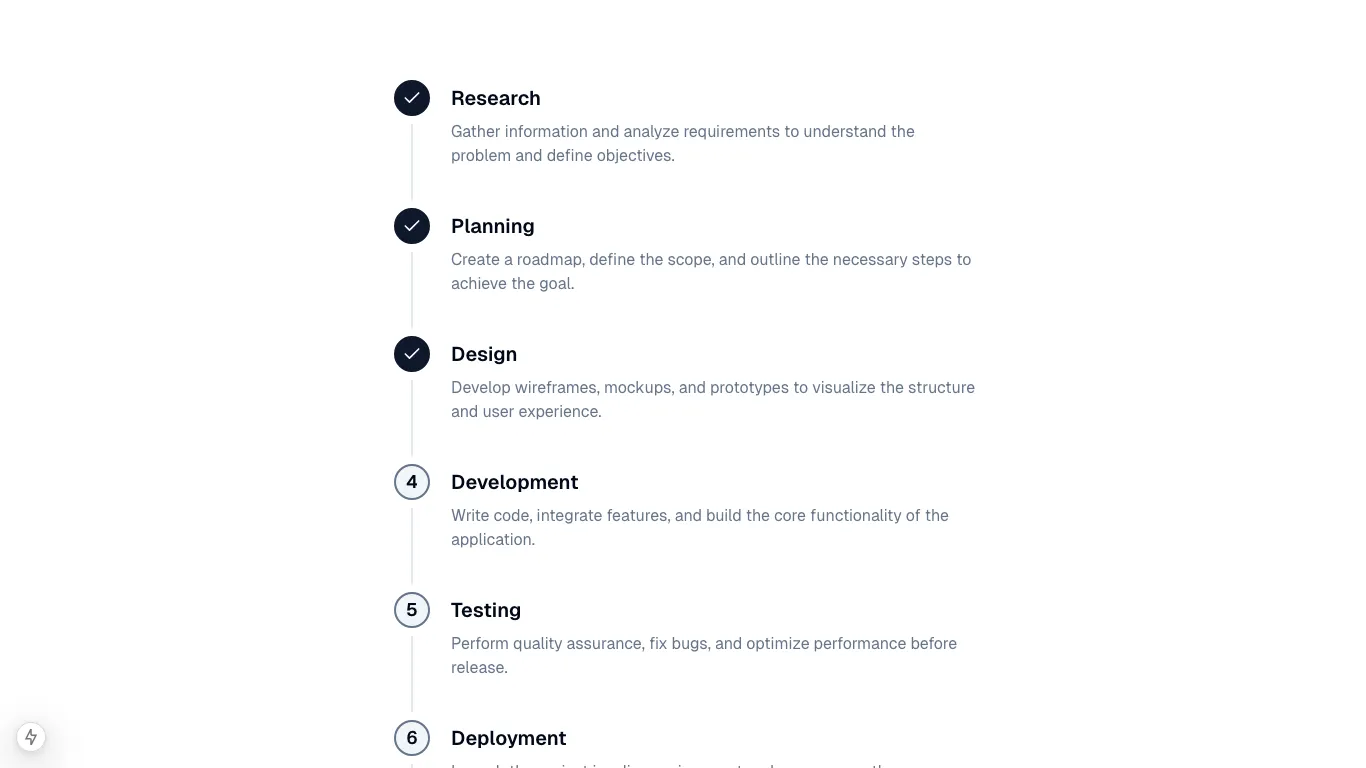 Research
Gather information and analyze requirements to understand the
problem and define objectives.
Planning
Create a roadmap, define the scope, and outline the necessary steps to
achieve the goal.
Design
Develop wireframes, mockups, and prototypes to visualize the structure
and user experience.
4 Development
Write code, integrate features, and build the core functionality of the
application.
5 Testing
Perform quality assurance, fix bugs, and optimize performance before
release.
6 Deployment